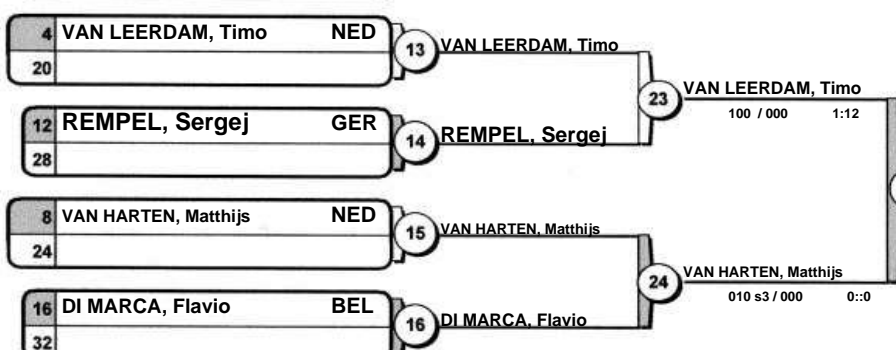 4 VAN LEERDAM, Timo NED
20
13 VAN LEERDAM, Timo
12 REMPEL, Sergej GER
28
14 REMPEL, Sergej
23 VAN LEERDAM, Timo
100 / 000 1:12
8 VAN HARTEN, Matthijs NED
24
15 VAN HARTEN, Matthijs
16 DI MARCA, Flavio BEL
32
16 DI MARCA, Flavio
24 VAN HARTEN, Matthijs
010 s3 / 000 0::0